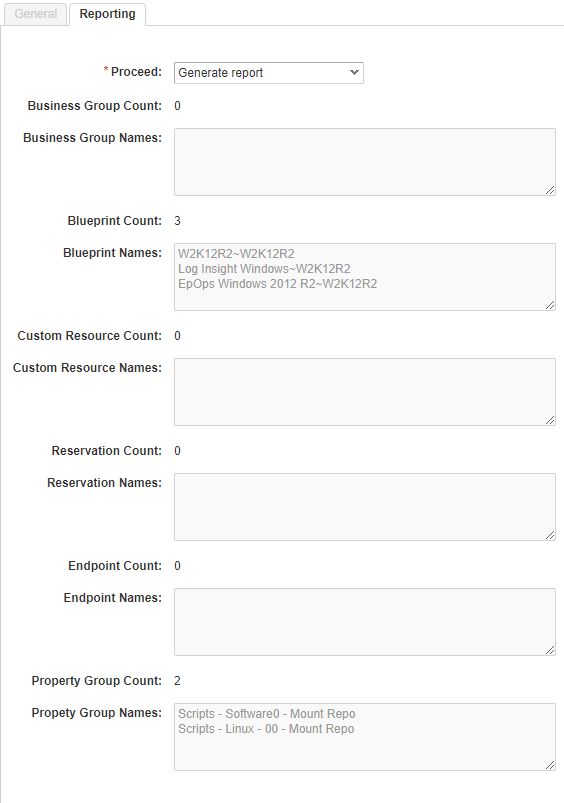 General
Reporting
* Proceed: Generate report
Business Group Count: 0
Business Group Names:
Blueprint Count: 3
Blueprint Names: W2K12R2~W2K12R2
Log Insight Windows~W2K12R2
EpOps Windows 2012 R2~W2K12R2
Custom Resource Count: 0
Custom Resource Names:
Reservation Count: 0
Reservation Names:
Endpoint Count: 0
Endpoint Names:
Property Group Count: 2
Propety Group Names: Scripts - Software0 - Mount Repo
Scripts - Linux - 00 - Mount Repo